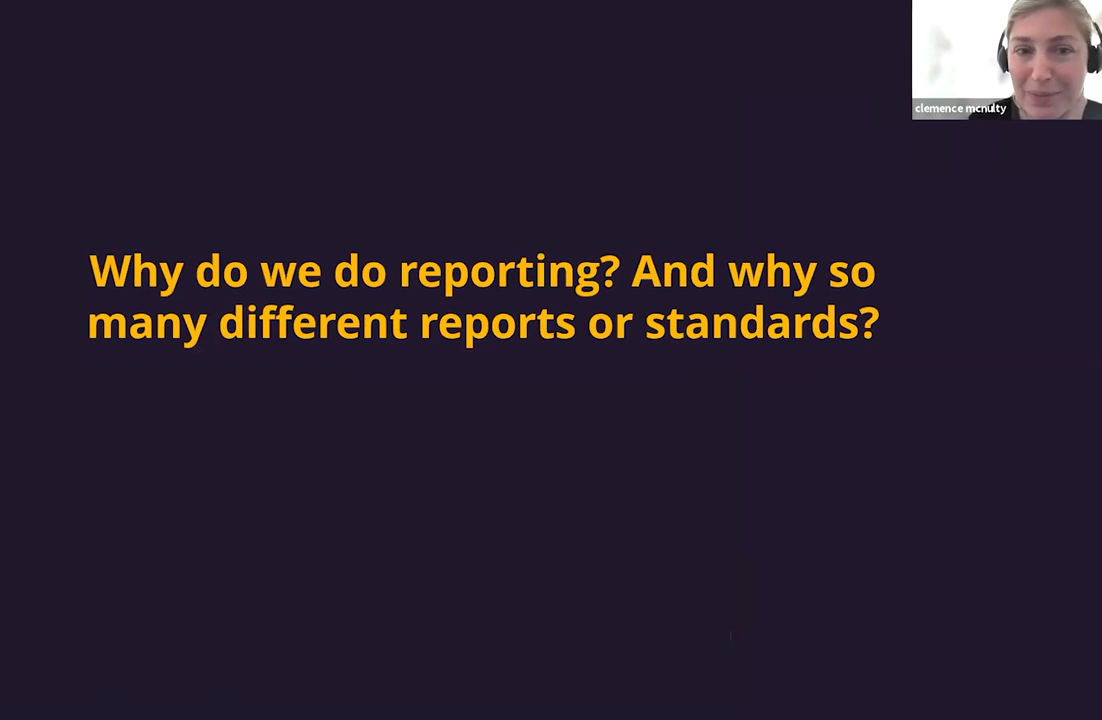 clemence mcnulty
Why do we do reporting? And why so
many different reports or standards?